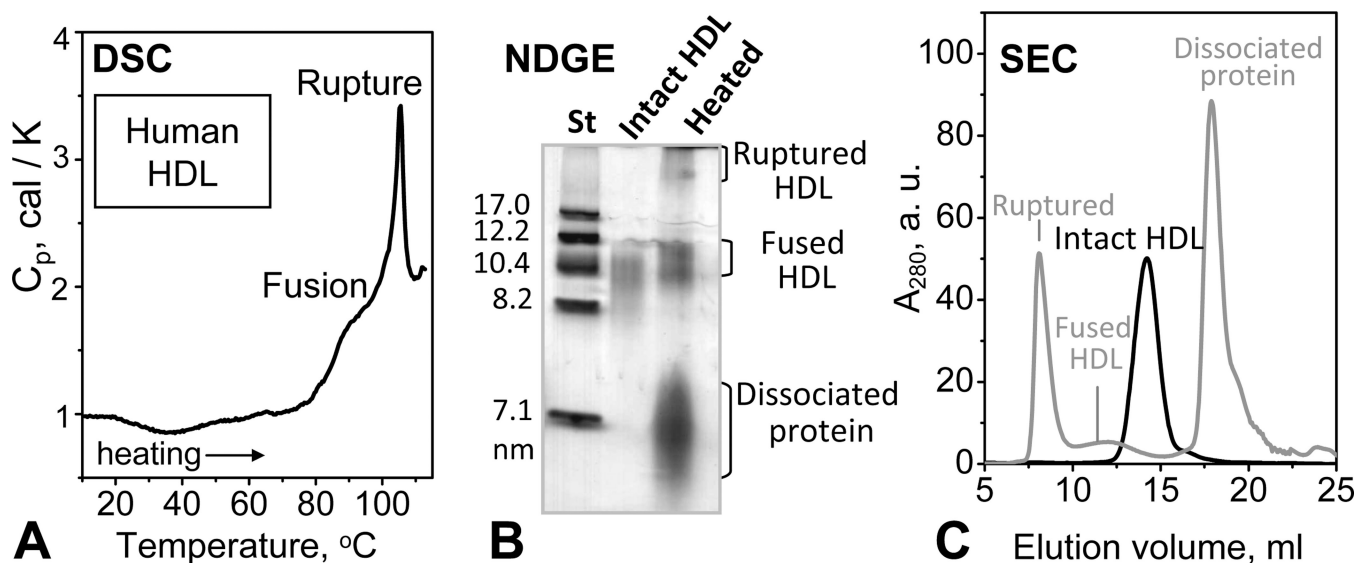 DSC
Rupture
Human
HDL
Fusion
heating
4
3
2
1
Cp, cal / K
20 40 60 80 100
Temperature, ºC
A
NDGE
St
Intact HDL
Heated
17.0
12.2
10.4
8.2
7.1
nm
Ruptured
HDL
Fused
HDL
Dissociated
protein
B
SEC
Dissociated
protein
Ruptured
Intact HDL
Fused
HDL
100
80
60
40
20
0
A280, a. u.
5 10 15 20 25
Elution volume, ml
C